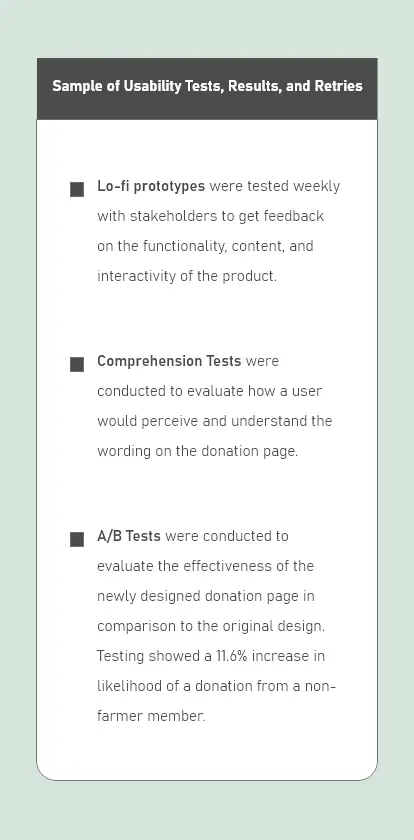 Sample of Usability Tests, Results, and Retries
Lo-fi prototypes were tested weekly
with stakeholders to get feedback
on the functionality, content, and
interactivity of the product.
Comprehension Tests were
conducted to evaluate how a user
would perceive and understand the
wording on the donation page.
A/B Tests were conducted to
evaluate the effectiveness of the
newly designed donation page in
comparison to the original design.
Testing showed a 11.6% increase in
likelihood of a donation from a non-
farmer member.